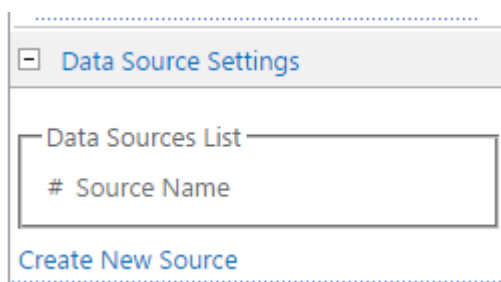 Data Source Settings
Data Sources List
# Source Name
Create New Source